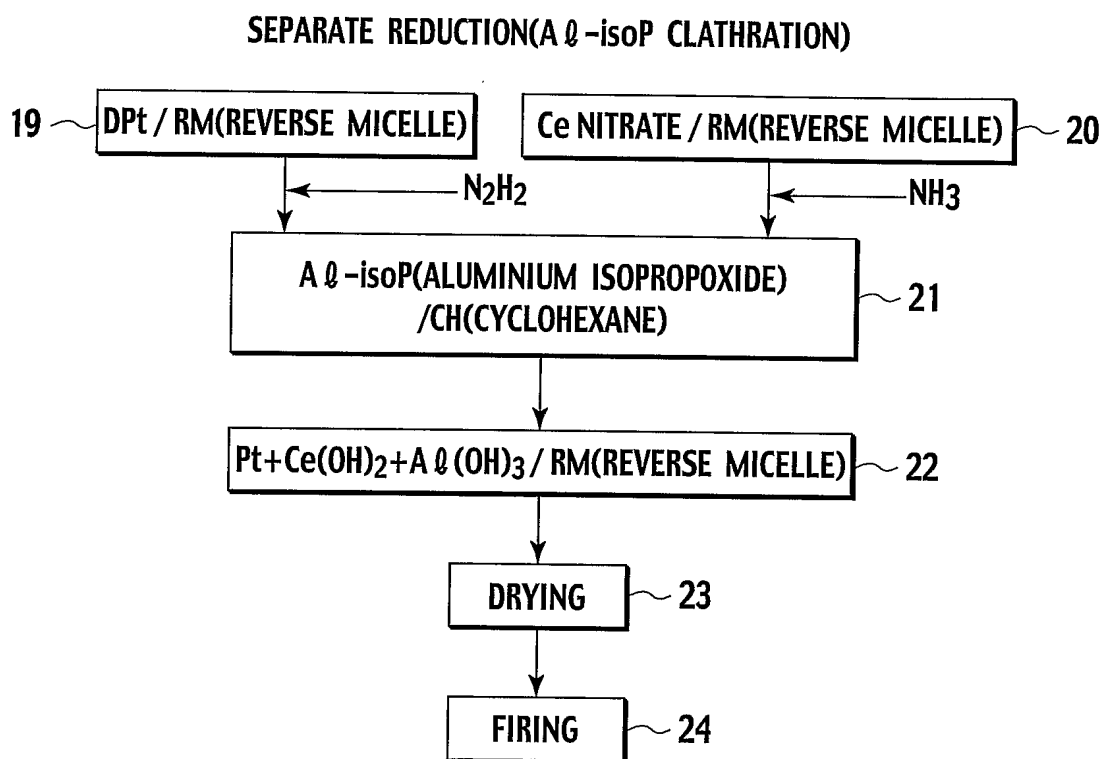 SEPARATE REDUCTION(Aℓ-isoP CLATHRATION)
19 DPt / RM(REVERSE MICELLE)
Ce NITRATE / RM(REVERSE MICELLE) 20
N2H2
NH3
Aℓ-isoP(ALUMINIUM ISOPROPOXIDE)
/CH(CYCLOHEXANE)
21
Pt+Ce(OH)2+Aℓ(OH)3 / RM(REVERSE MICELLE) 22
DRYING 23
FIRING 24